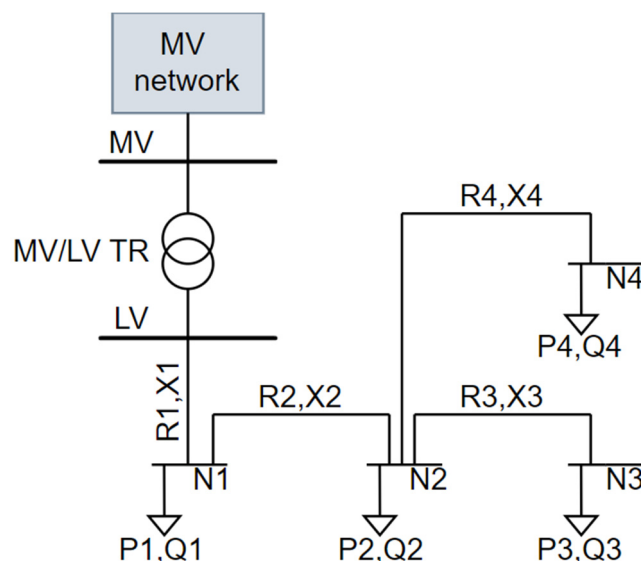 MV
network
MV
R4,X4
MV/LV TR
N4
LV
P4,Q4
R1,X1
R2,X2
R3,X3
N1
N2
N3
P1,Q1
P2,Q2
P3,Q3